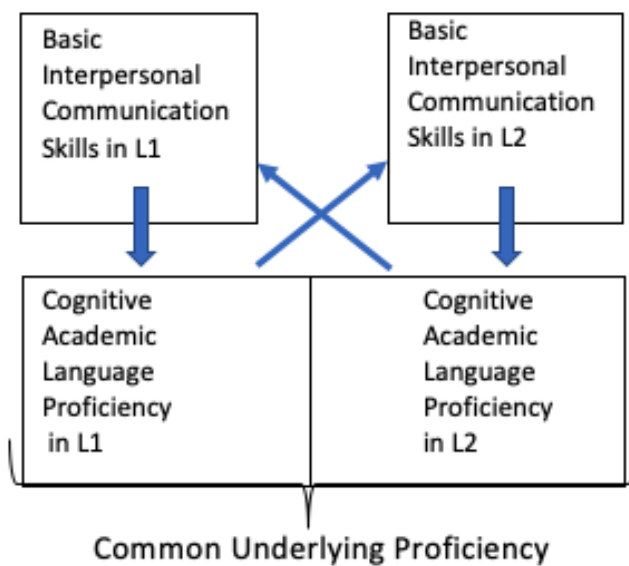 Basic
Interpersonal
Communication
Skills in L1
Basic
Interpersonal
Communication
Skills in L2
Cognitive
Academic
Language
Proficiency
in L1
Cognitive
Academic
Language
Proficiency
in L2
Common Underlying Proficiency